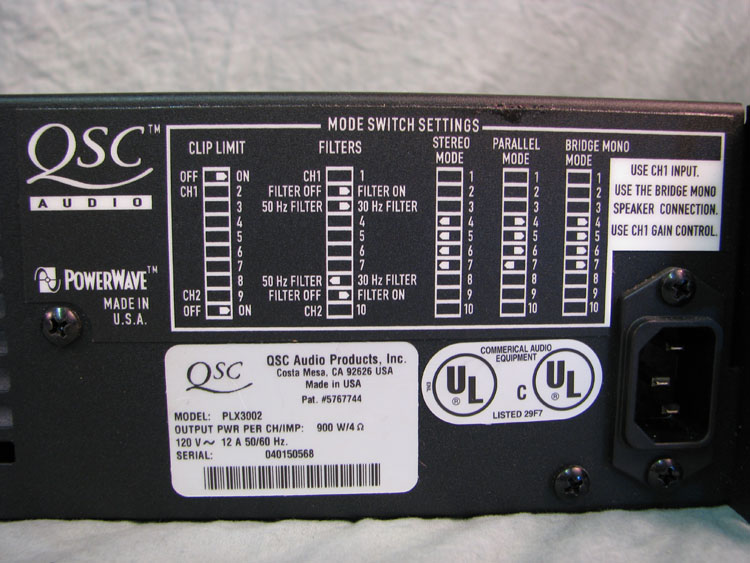 QSC™
AUDIO
POWERWAVE™
MADE IN
U.S.A.
MODE SWITCH SETTINGS
CLIP LIMIT
OFF ON
CH1
CH2
OFF ON
1
2
3
4
5
6
7
8
9
10
FILTERS
CH1 1
FILTER OFF 2 FILTER ON
50 Hz FILTER 3 30 Hz FILTER
4
5
6
7
50 Hz FILTER 30 Hz FILTER
FILTER OFF FILTER ON
CH2 10
STEREO
MODE
1
2
3
4
5
6
7
8
9
10
PARALLEL
MODE
1
2
3
4
5
6
7
8
9
10
BRIDGE MONO
MODE
1
2
3
4
5
6
7
8
9
10
USE CH1 INPUT.
USE THE BRIDGE MONO
SPEAKER CONNECTION.
USE CH1 GAIN CONTROL.
QSC
QSC Audio Products, Inc.
Costa Mesa, CA 92626 USA
Made in USA
Pat. #5767744
MODEL: PLX3002
OUTPUT PWR PER CH/IMP: 900 W/4 Ω
120 V ~ 12 A 50/60 Hz.
SERIAL: 040150568
COMMERICAL AUDIO
EQUIPMENT
UL ®
C UL ®
LISTED 29F7